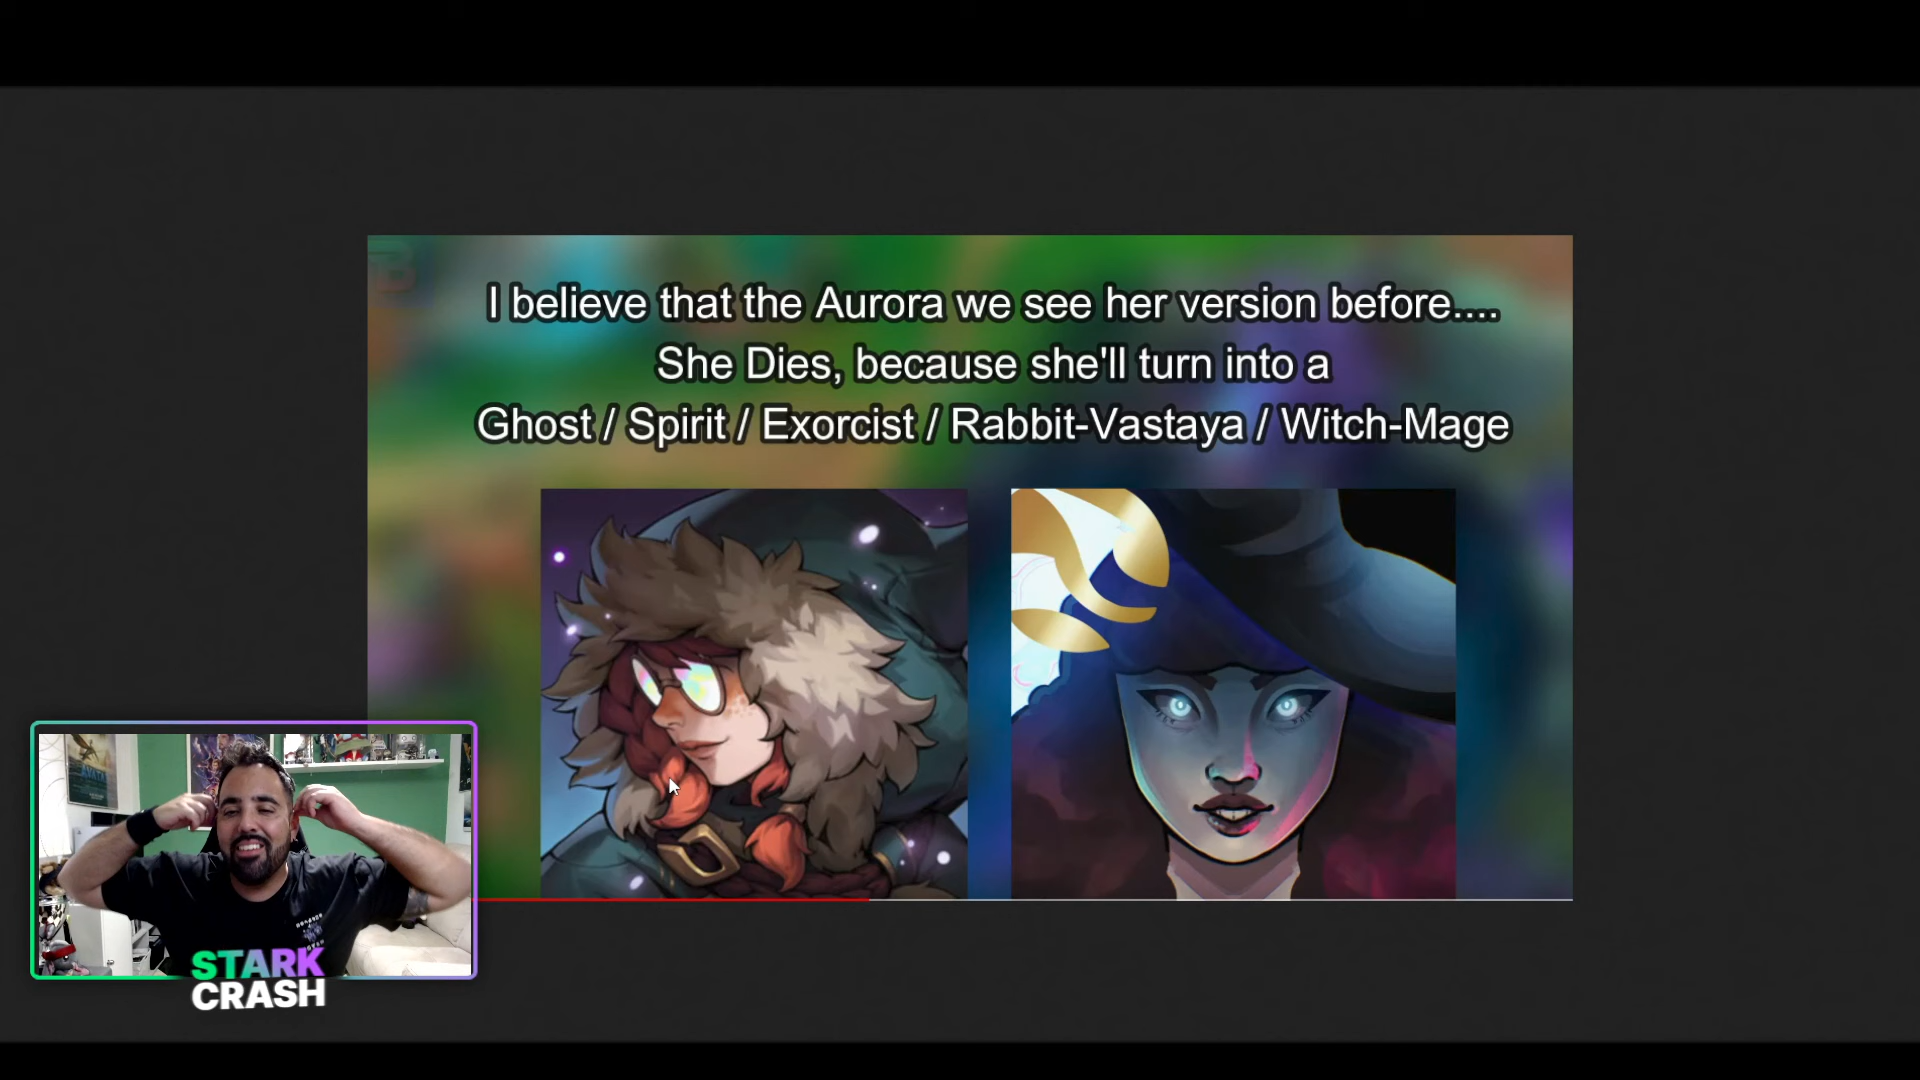 I believe that the Aurora we see her version before....
She Dies, because she'll turn into a
Ghost / Spirit / Exorcist / Rabbit-Vastaya / Witch-Mage
STARK
CRASH